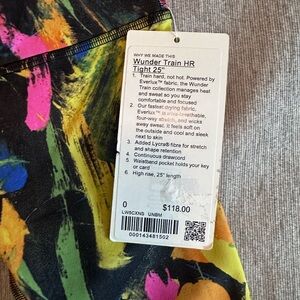 WHY WE MADE THIS
Wunder Train HR
Tight 25"
1. Train hard, not hot. Powered by
Everlux™ fabric, the Wunder
Train collection manages heat
and sweat so you stay
comfortable and focused
2. Our fastest drying fabric,
Everlux™ is ultra-breathable,
four-way stretch, and wicks
away sweat. It feels soft on
the outside and cool and sleek
next to skin
3. Added Lycra® fibre for stretch
and shape retention
4. Continuous drawcord
5. Waistband pocket holds your key
or card
6. High rise, 25" length
0 $118.00
LW5CXNS UNBM
000143481502